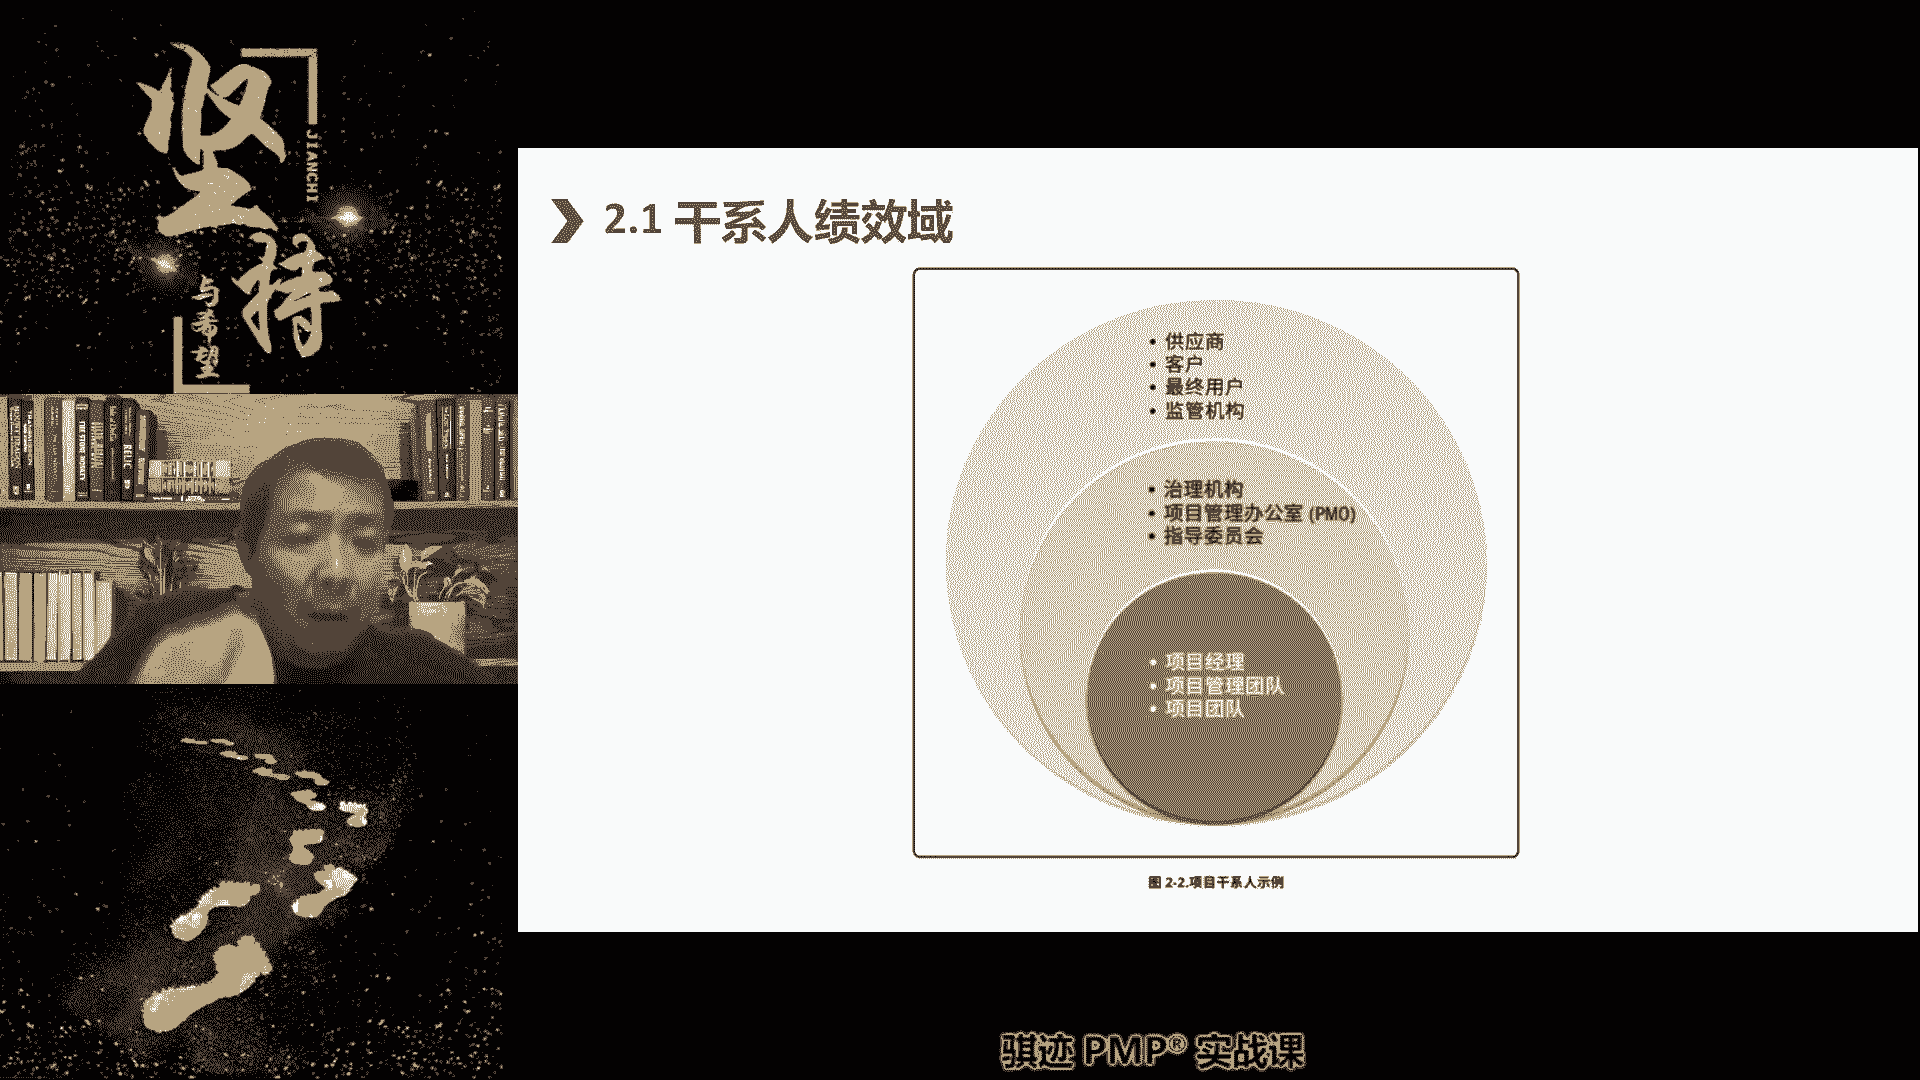 坚持
JIANCHI
与希望
RELIC
2.1 干系人绩效域
• 供应商
• 客户
• 最终用户
• 监管机构
• 治理机构
• 项目管理办公室 (PMO)
• 指导委员会
• 项目经理
• 项目管理团队
• 项目团队
图 2-2.项目干系人示例
骐迹 PMP® 实战课